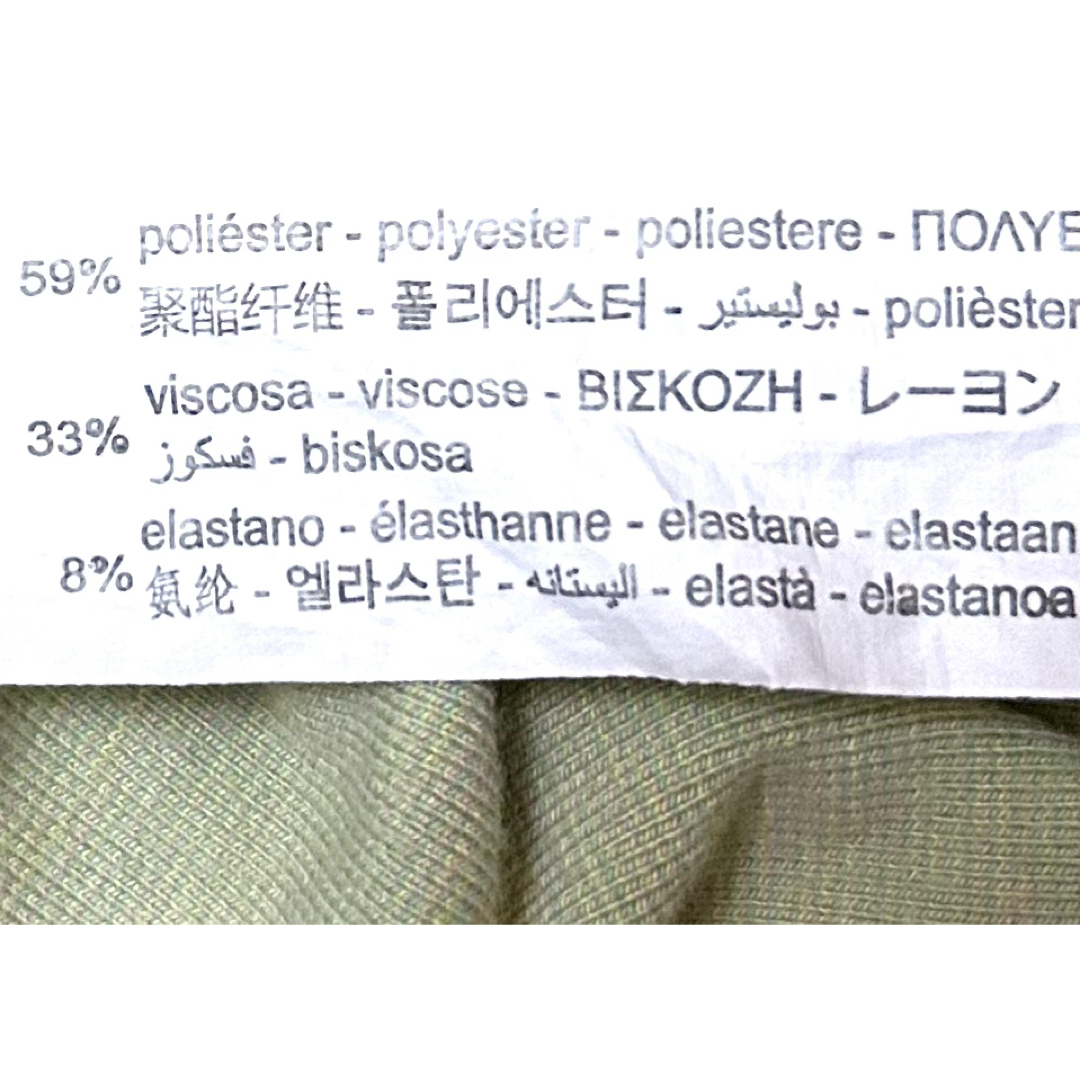 59% poliéster - polyester - poliestere - ΠΟΛΥΕ
聚酯纤维 - 폴리에스터 - بوليستير - polièster
33% viscosa - viscose - ΒΙΣΚΟΖΗ - レーヨン
فسكوز - biskosa
8% elastano - élasthanne - elastane - elastaan
氨纶 - 엘라스탄 - اليستانه - elastà - elastanoa